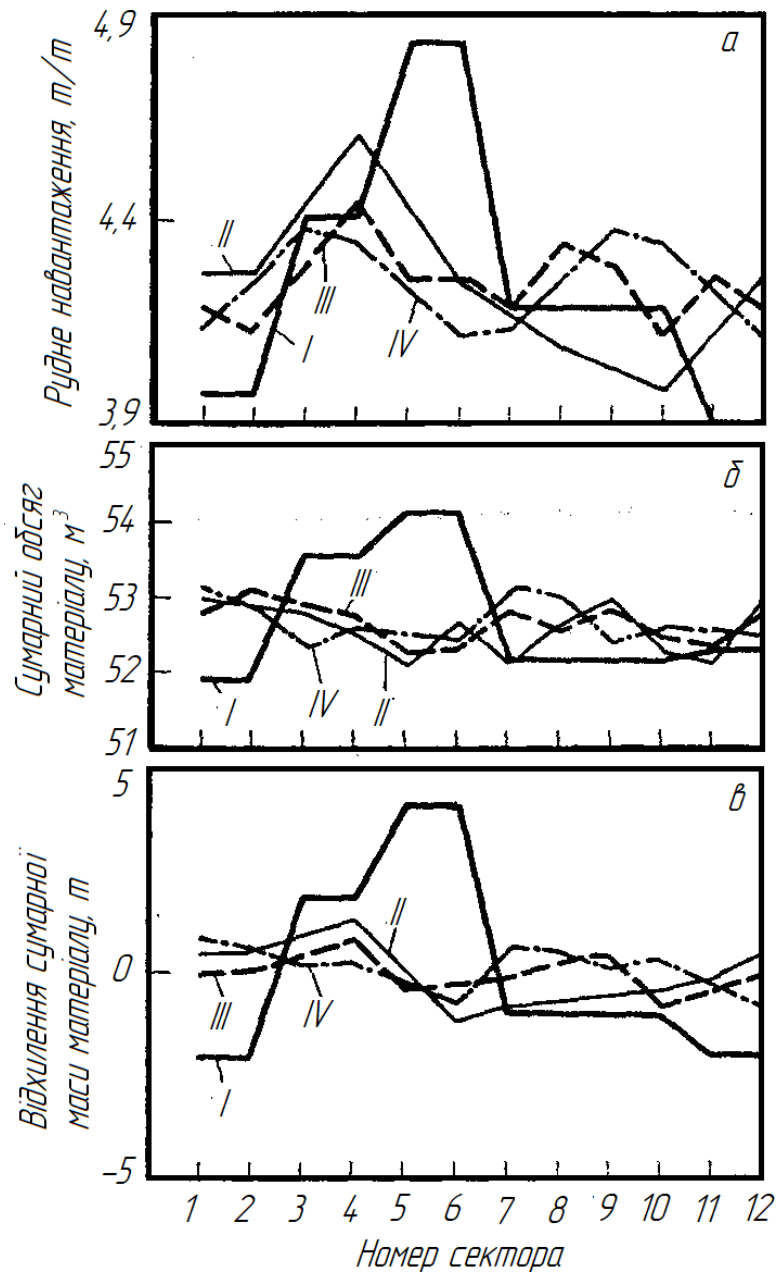 4,9
а
Рудне навантаження, т/т
4,4
II
III
I
IV
3,9
55
б
Сумарний обсяг
матеріалу, м³
54
53
III
52
I
IV
II
51
5
в
Відхилення сумарної
маси матеріалу, т
II
0
III
IV
I
–5
1 2 3 4 5 6 7 8 9 10 11 12
Номер сектора